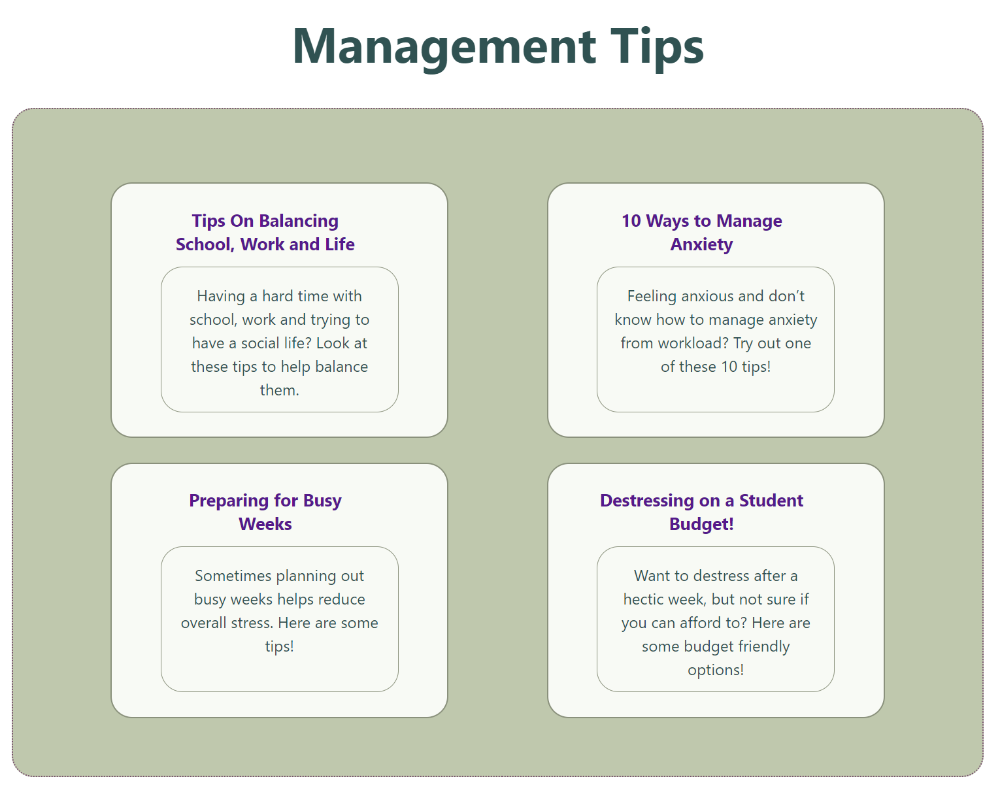 Management Tips
Tips On Balancing
School, Work and Life
Having a hard time with
school, work and trying to
have a social life? Look at
these tips to help balance
them.
10 Ways to Manage
Anxiety
Feeling anxious and don’t
know how to manage anxiety
from workload? Try out one
of these 10 tips!
Preparing for Busy
Weeks
Sometimes planning out
busy weeks helps reduce
overall stress. Here are some
tips!
Destressing on a Student
Budget!
Want to destress after a
hectic week, but not sure if
you can afford to? Here are
some budget friendly
options!